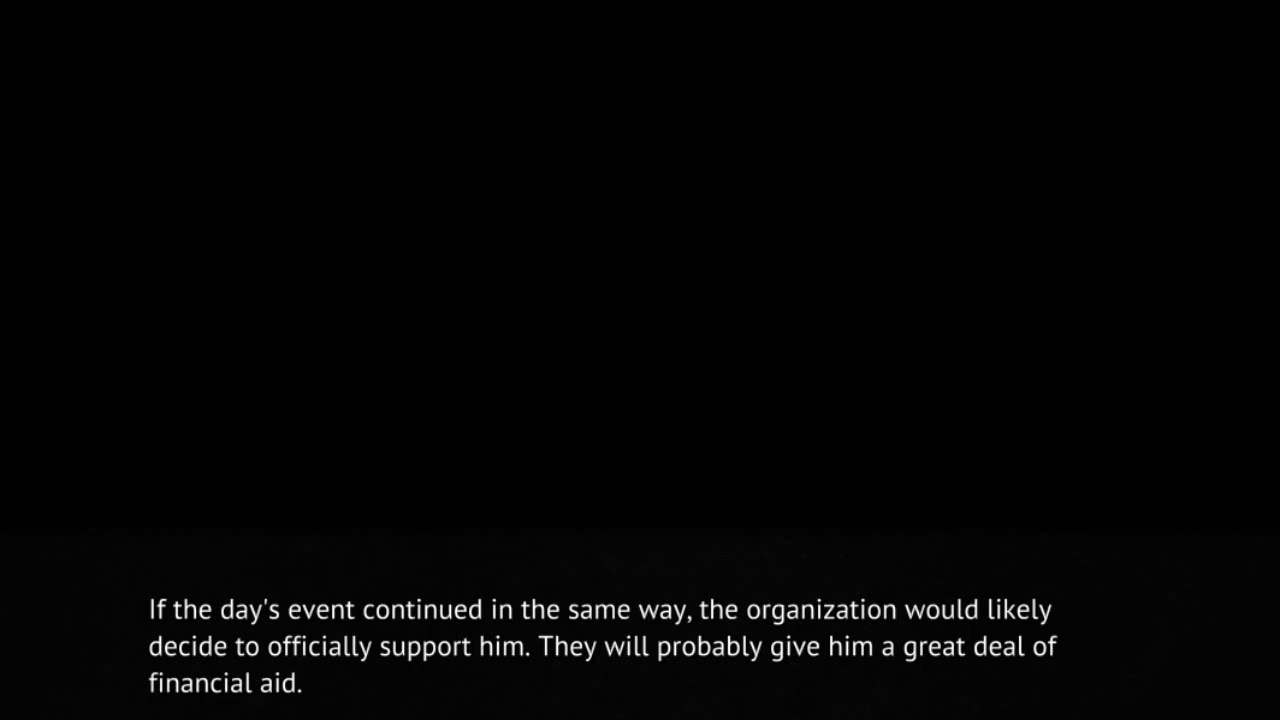 If the day's event continued in the same way, the organization would likely
decide to officially support him. They will probably give him a great deal of
financial aid.